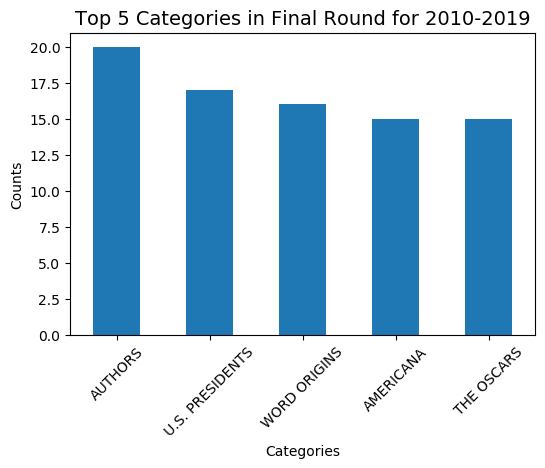 Top 5 Categories in Final Round for 2010-2019
20.0
17.5
15.0
12.5
10.0
7.5
5.0
2.5
0.0
Counts
AUTHORS
U.S. PRESIDENTS
WORD ORIGINS
AMERICANA
THE OSCARS
Categories